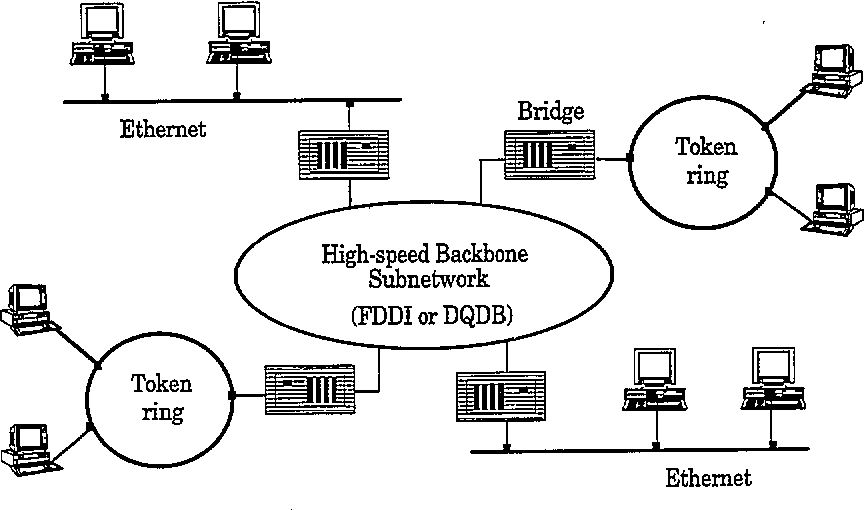 Ethernet
Bridge
Token
ring
High-speed Backbone
Subnetwork
(FDDI or DQDB)
Token
ring
Ethernet